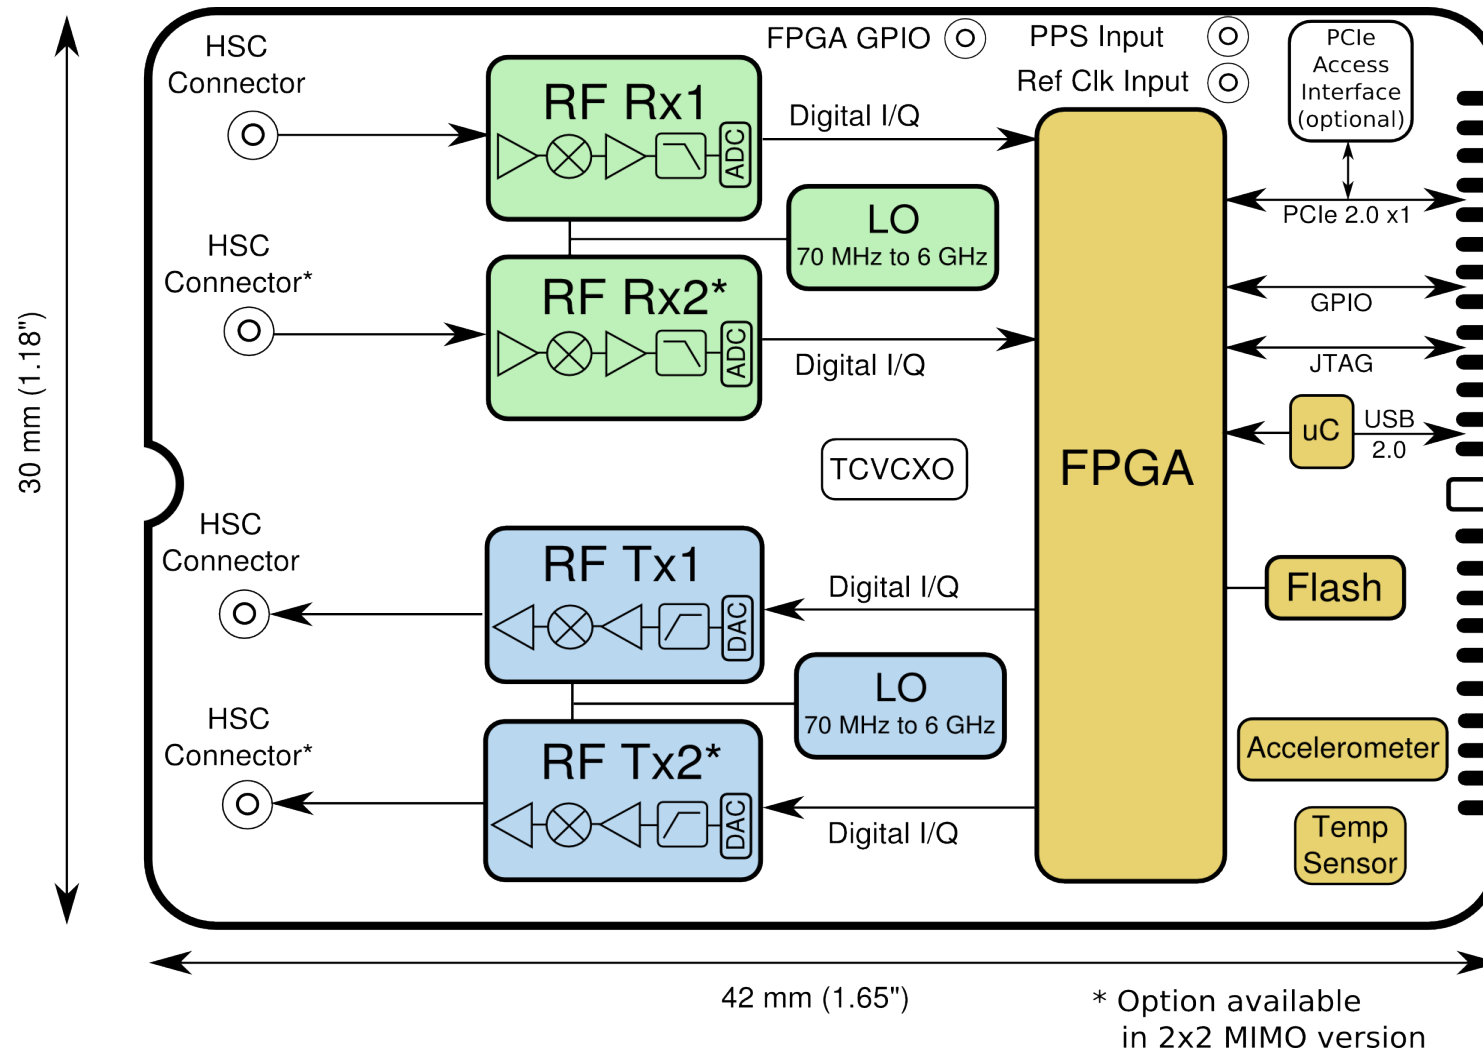 HSC
Connector
FPGA GPIO
PPS Input
Ref Clk Input
PCIe
Access
Interface
(optional)
RF Rx1
ADC
Digital I/Q
LO
70 MHz to 6 GHz
PCIe 2.0 x1
HSC
Connector*
RF Rx2*
ADC
Digital I/Q
GPIO
JTAG
uC
USB
2.0
30 mm (1.18")
TCVCXO
FPGA
HSC
Connector
RF Tx1
DAC
Digital I/Q
Flash
LO
70 MHz to 6 GHz
HSC
Connector*
RF Tx2*
DAC
Digital I/Q
Accelerometer
Temp
Sensor
42 mm (1.65")
* Option available
in 2x2 MIMO version